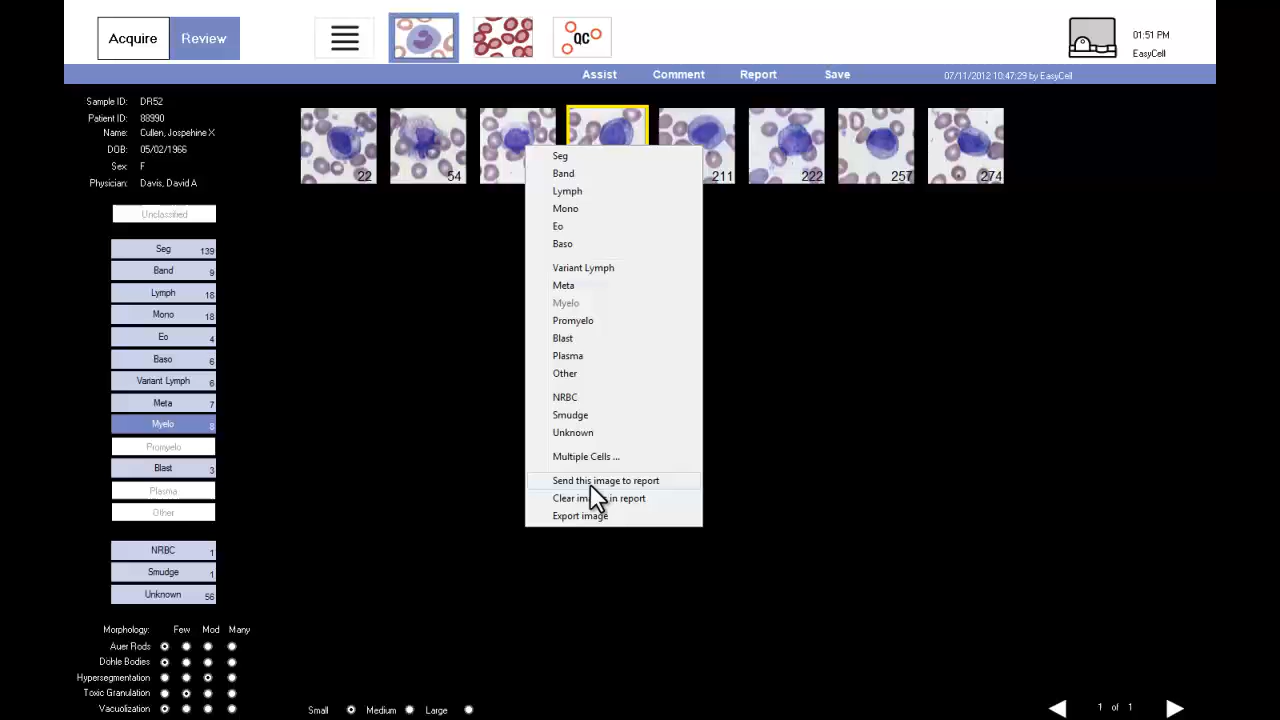 Acquire
Review
QC
01:51 PM
EasyCell
Assist
Comment
Report
Save
07/11/2012 10:47:29 by EasyCell
Sample ID: DR52
Patient ID: 88990
Name: Cullen, Jospehine X
DOB: 05/02/1966
Sex: F
Physician: Davis, David A
Unclassified
Seg 139
Band 9
Lymph 18
Mono 18
Eo 4
Baso 6
Variant Lymph 6
Meta 7
Myelo 8
Promyelo
Blast 3
Plasma
Other
NRBC 1
Smudge 1
Unknown 56
Morphology: Few Mod Many
Auer Rods
Dohle Bodies
Hypersegmentation
Toxic Granulation
Vacuolization
22
54
211
222
257
274
Seg
Band
Lymph
Mono
Eo
Baso
Variant Lymph
Meta
Myelo
Promyelo
Blast
Plasma
Other
NRBC
Smudge
Unknown
Multiple Cells ...
Send this image to report
Clear in report
Export image
Small Medium Large
1 of 1